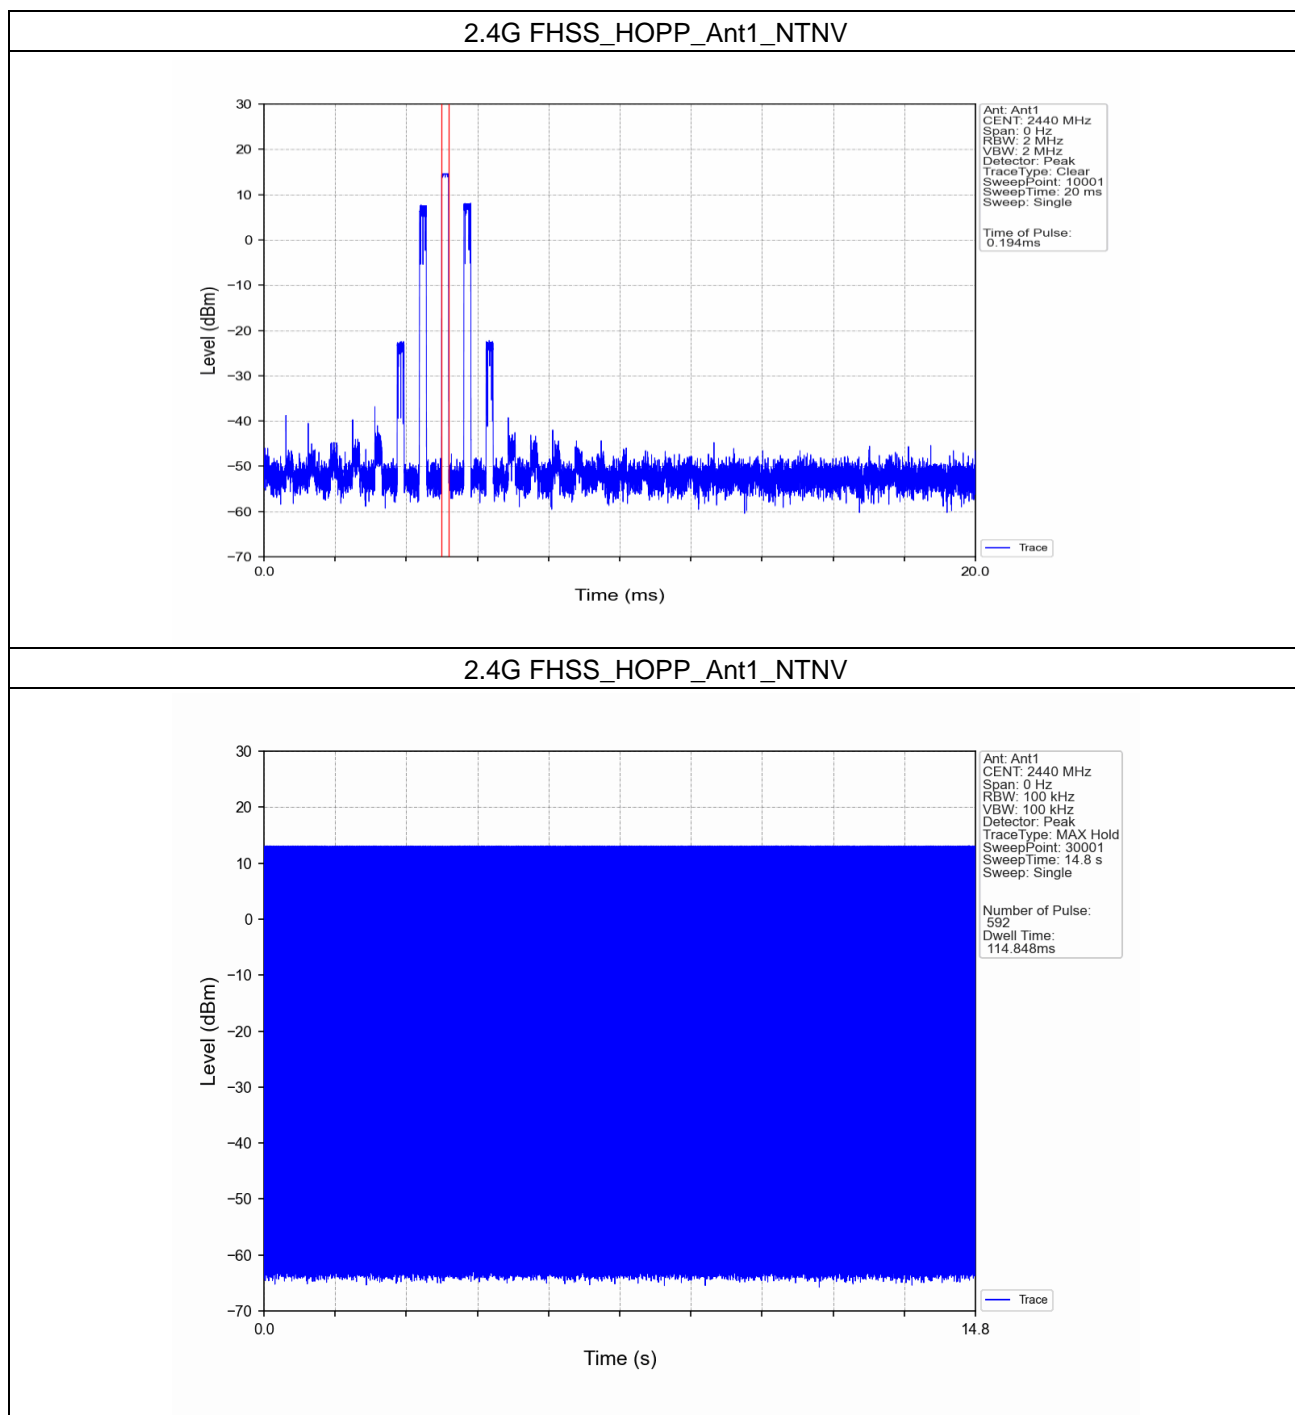 2.4G FHSS_HOPP_Ant1_NTNV
30
20
10
0
−10
−20
−30
−40
−50
−60
−70
Level (dBm)
0.0
20.0
Time (ms)
Ant: Ant1
CENT: 2440 MHz
Span: 0 Hz
RBW: 2 MHz
VBW: 2 MHz
Detector: Peak
TraceType: Clear
SweepPoint: 10001
SweepTime: 20 ms
Sweep: Single
Time of Pulse:
0.194ms
Trace
2.4G FHSS_HOPP_Ant1_NTNV
30
20
10
0
−10
−20
−30
−40
−50
−60
−70
Level (dBm)
0.0
14.8
Time (s)
Ant: Ant1
CENT: 2440 MHz
Span: 0 Hz
RBW: 100 kHz
VBW: 100 kHz
Detector: Peak
TraceType: MAX Hold
SweepPoint: 30001
SweepTime: 14.8 s
Sweep: Single
Number of Pulse:
592
Dwell Time:
114.848ms
Trace